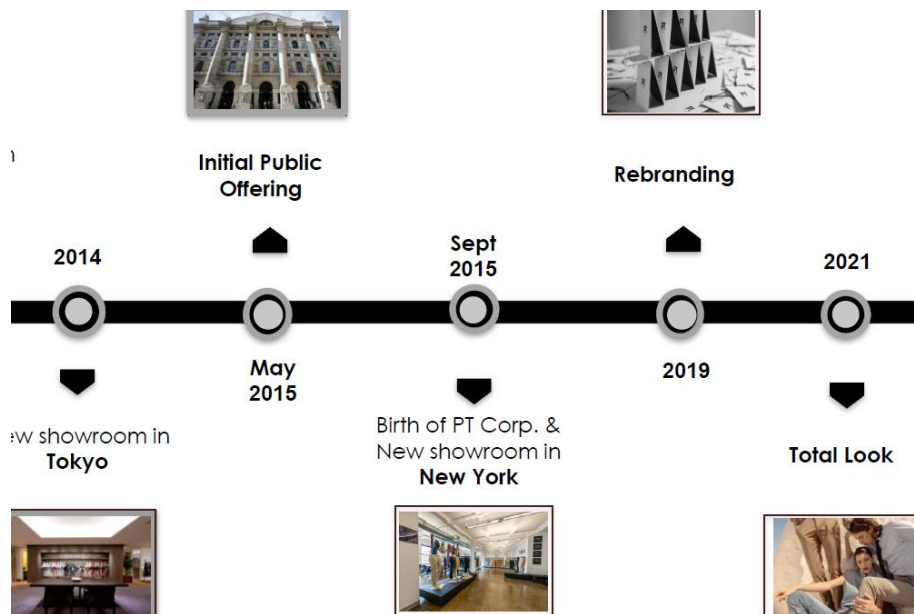 Initial Public
Offering
Rebranding
2014
Sept
2015
2021
May
2015
2019
showroom in
Tokyo
Birth of PT Corp. &
New showroom in
New York
Total Look